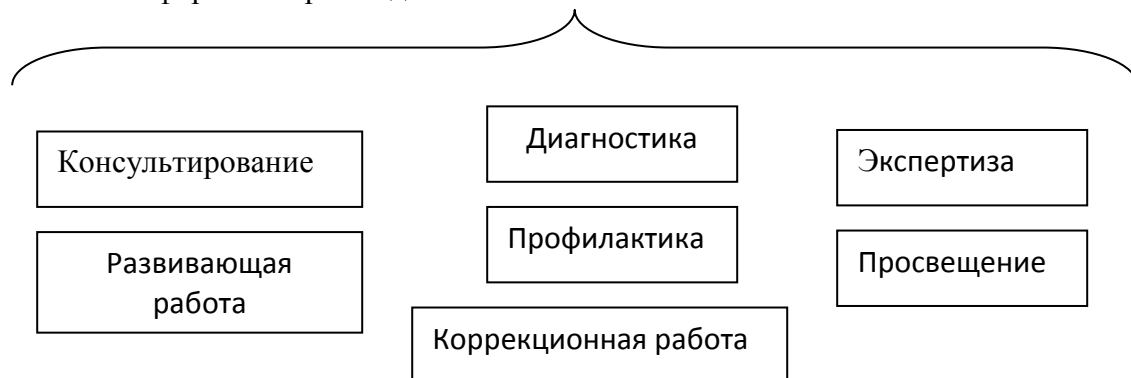 Консультирование
Диагностика
Экспертиза
Развивающая
работа
Профилактика
Просвещение
Коррекционная работа